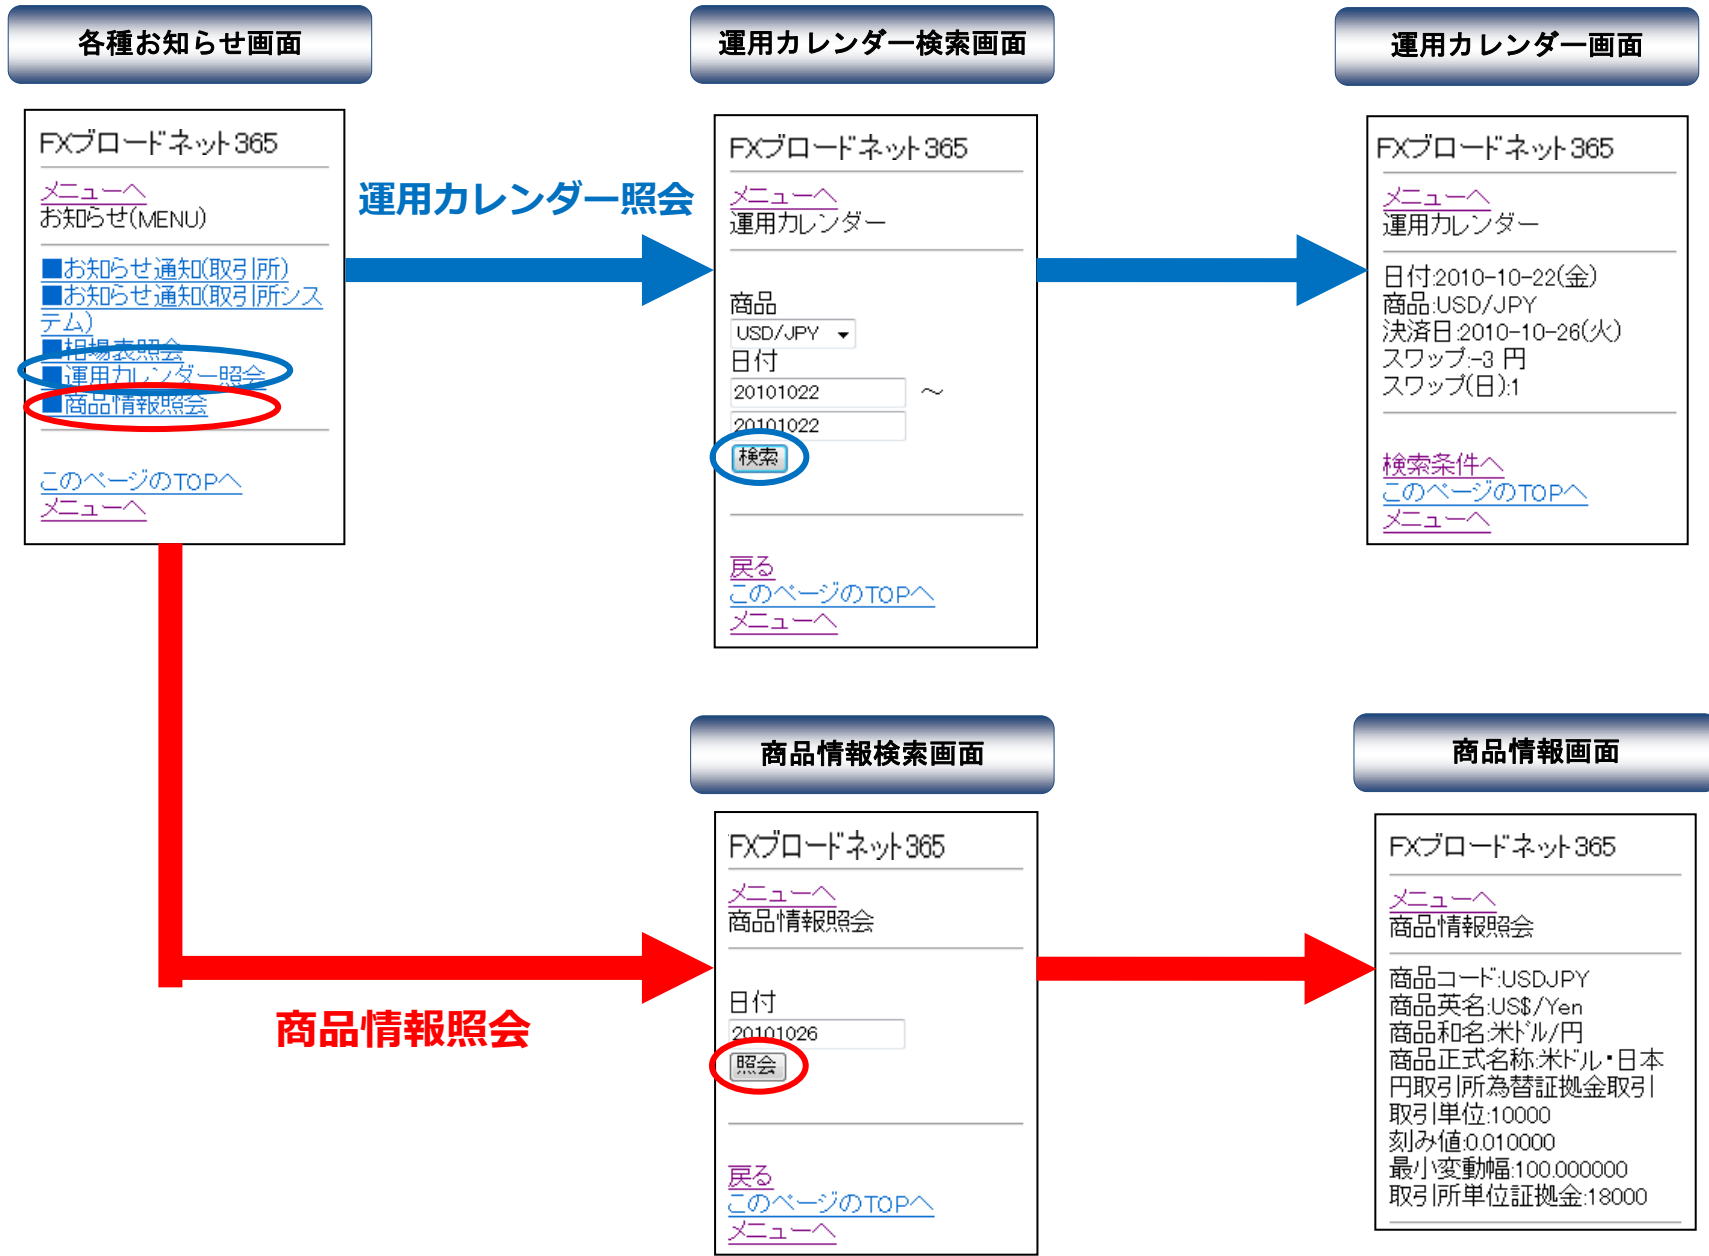 各種お知らせ画面
FXブロードネット365
メニューへ
お知らせ(MENU)
■お知らせ通知(取引所)
■お知らせ通知(取引所シス
テム)
■相場表照会
■運用カレンダー照会
■商品情報照会
このページのTOPへ
メニューへ
運用カレンダー照会
運用カレンダー検索画面
FXブロードネット365
メニューへ
運用カレンダー
商品
USD/JPY
日付
20101022 ～
20101022
検索
戻る
このページのTOPへ
メニューへ
運用カレンダー画面
FXブロードネット365
メニューへ
運用カレンダー
日付:2010-10-22(金)
商品:USD/JPY
決済日:2010-10-26(火)
スワップ:-3 円
スワップ(日):1
検索条件へ
このページのTOPへ
メニューへ
商品情報照会
商品情報検索画面
FXブロードネット365
メニューへ
商品情報照会
日付
20101026
照会
戻る
このページのTOPへ
メニューへ
商品情報画面
FXブロードネット365
メニューへ
商品情報照会
商品コード:USDJPY
商品英名:US$/Yen
商品和名:米ドル/円
商品正式名称:米ドル・日本
円取引所為替証拠金取引
取引単位:10000
刻み値:0.010000
最小変動幅:100.000000
取引所単位証拠金:18000